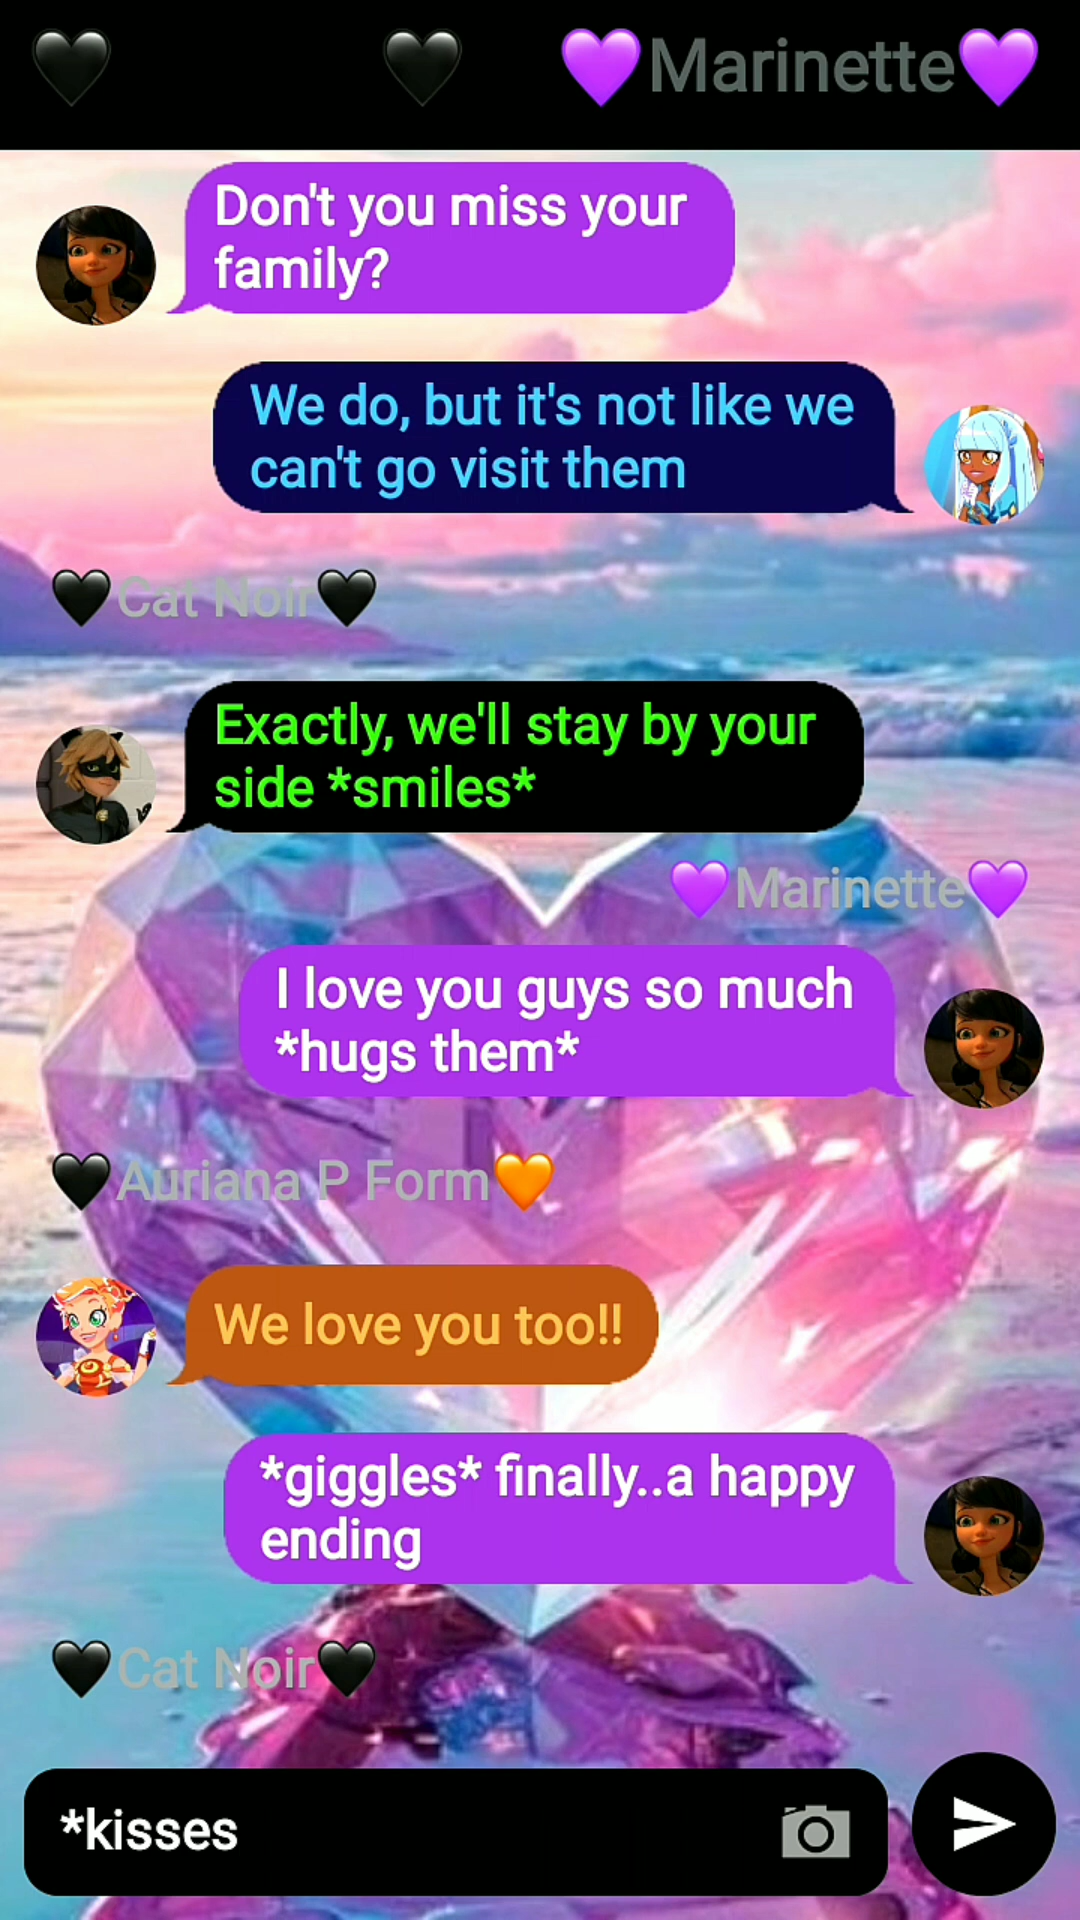 🖤 🖤 💜Marinette💜
Don't you miss your
family?
We do, but it's not like we
can't go visit them
🖤Cat Noir🖤
Exactly, we'll stay by your
side *smiles*
💜Marinette💜
I love you guys so much
*hugs them*
🖤Auriana P Form🧡
We love you too!!
*giggles* finally..a happy
ending
🖤Cat Noir🖤
*kisses